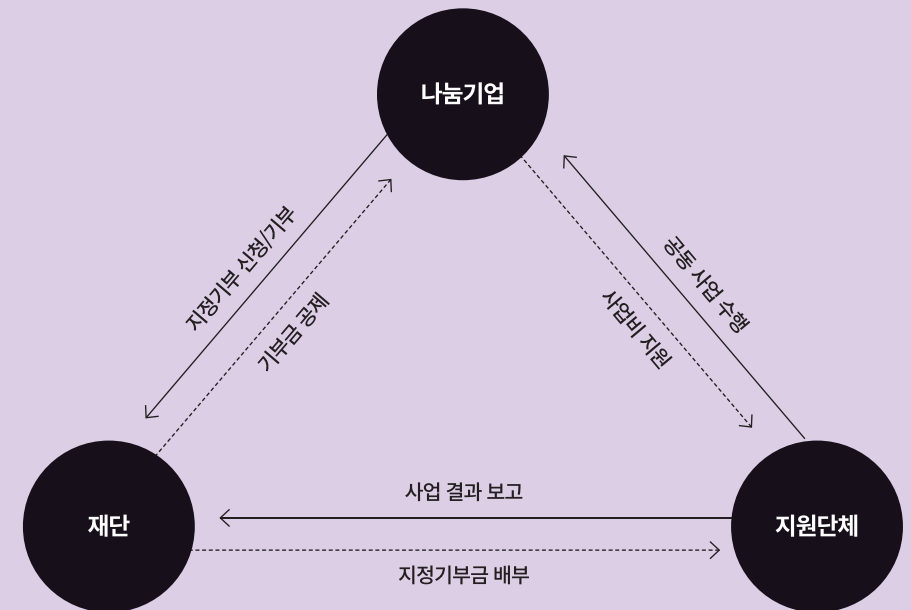 나눔기업
지정기부 신청/기부
기부금 공제
공동 사업 수행
사업비 지원
사업 결과 보고
재단
지원단체
지정기부금 배부